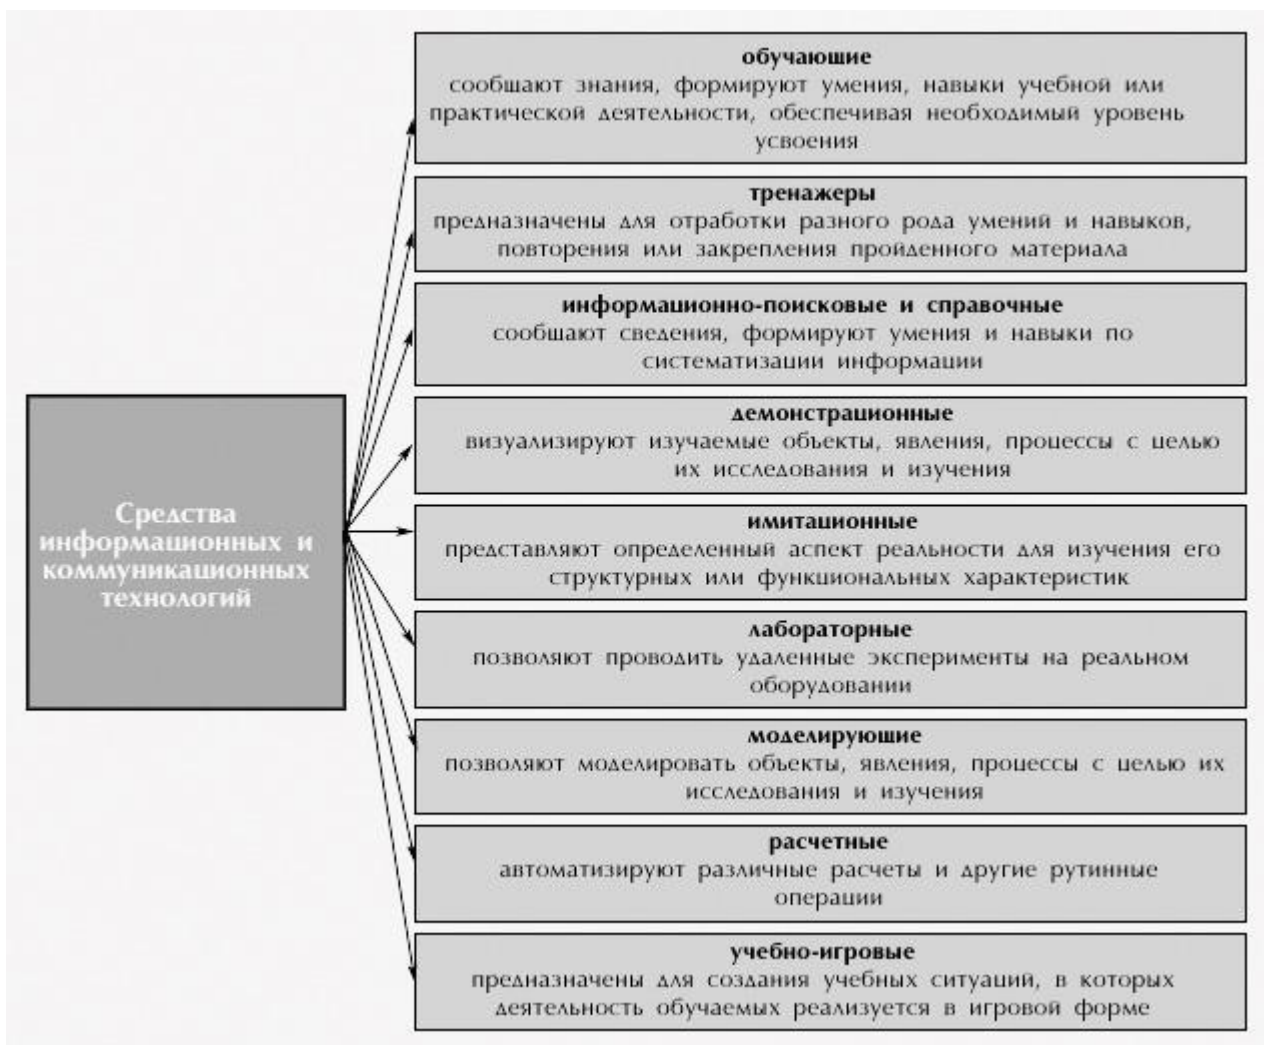 обучающие
сообщают знания, формируют умения, навыки учебной или
практической деятельности, обеспечивая необходимый уровень
усвоения
тренажеры
предназначены для отработки разного рода умений и навыков,
повторения или закрепления пройденного материала
информационно-поисковые и справочные
сообщают сведения, формируют умения и навыки по
систематизации информации
демонстрационные
визуализируют изучаемые объекты, явления, процессы с целью
их исследования и изучения
Средства
информационных и
коммуникационных
технологий
имитационные
представляют определенный аспект реальности для изучения его
структурных или функциональных характеристик
лабораторные
позволяют проводить удаленные эксперименты на реальном
оборудовании
моделирующие
позволяют моделировать объекты, явления, процессы с целью их
исследования и изучения
расчетные
автоматизируют различные расчеты и другие рутинные
операции
учебно-игровые
предназначены для создания учебных ситуаций, в которых
деятельность обучаемых реализуется в игровой форме